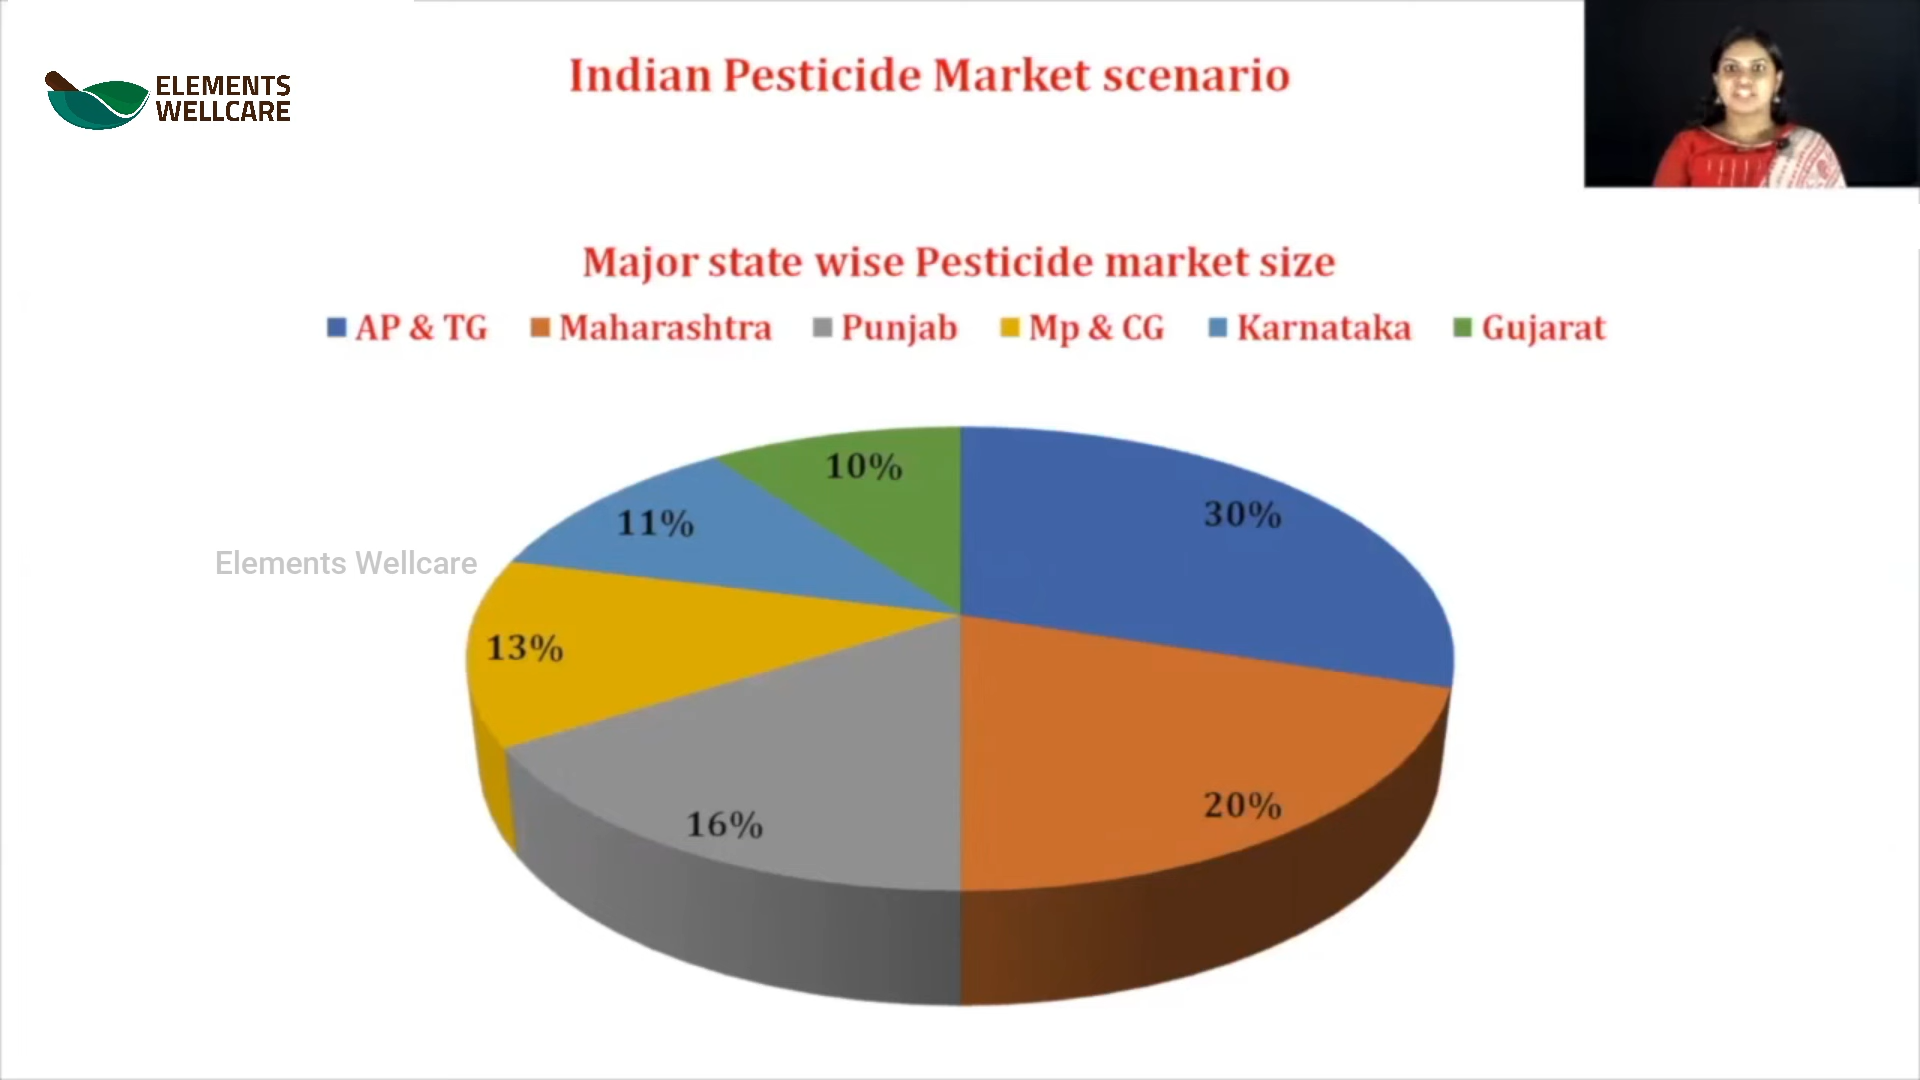 ELEMENTS
WELLCARE
Indian Pesticide Market scenario
Major state wise Pesticide market size
AP & TG Maharashtra Punjab Mp & CG Karnataka Gujarat
10%
30%
11%
Elements Wellcare
13%
20%
16%